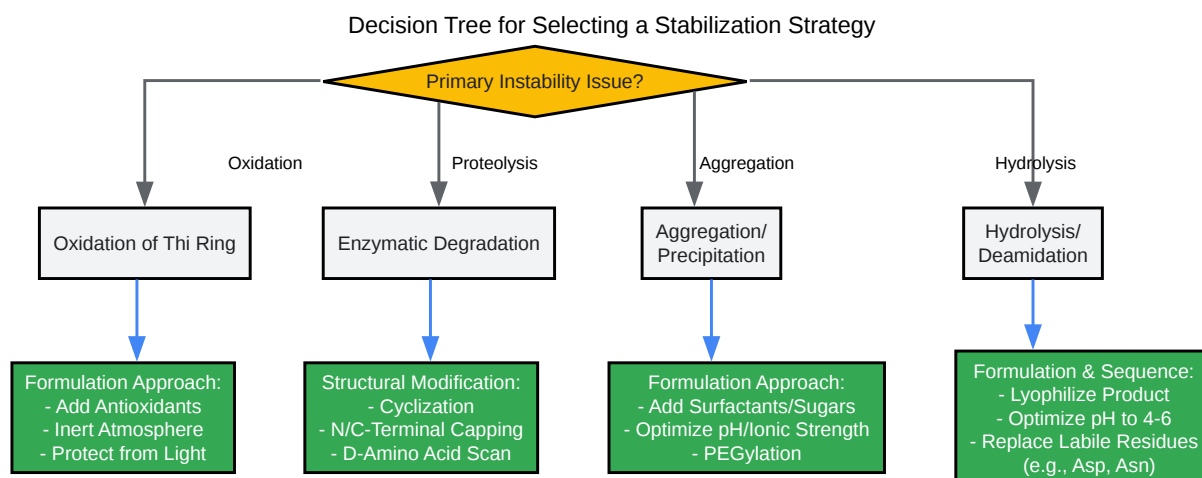 Decision Tree for Selecting a Stabilization Strategy
Primary Instability Issue?
Oxidation
Proteolysis
Aggregation
Hydrolysis
Oxidation of Thi Ring
Enzymatic Degradation
Aggregation/
Precipitation
Hydrolysis/
Deamidation
Formulation Approach:
- Add Antioxidants
- Inert Atmosphere
- Protect from Light
Structural Modification:
- Cyclization
- N/C-Terminal Capping
- D-Amino Acid Scan
Formulation Approach:
- Add Surfactants/Sugars
- Optimize pH/Ionic Strength
- PEGylation
Formulation & Sequence:
- Lyophilize Product
- Optimize pH to 4-6
- Replace Labile Residues
(e.g., Asp, Asn)